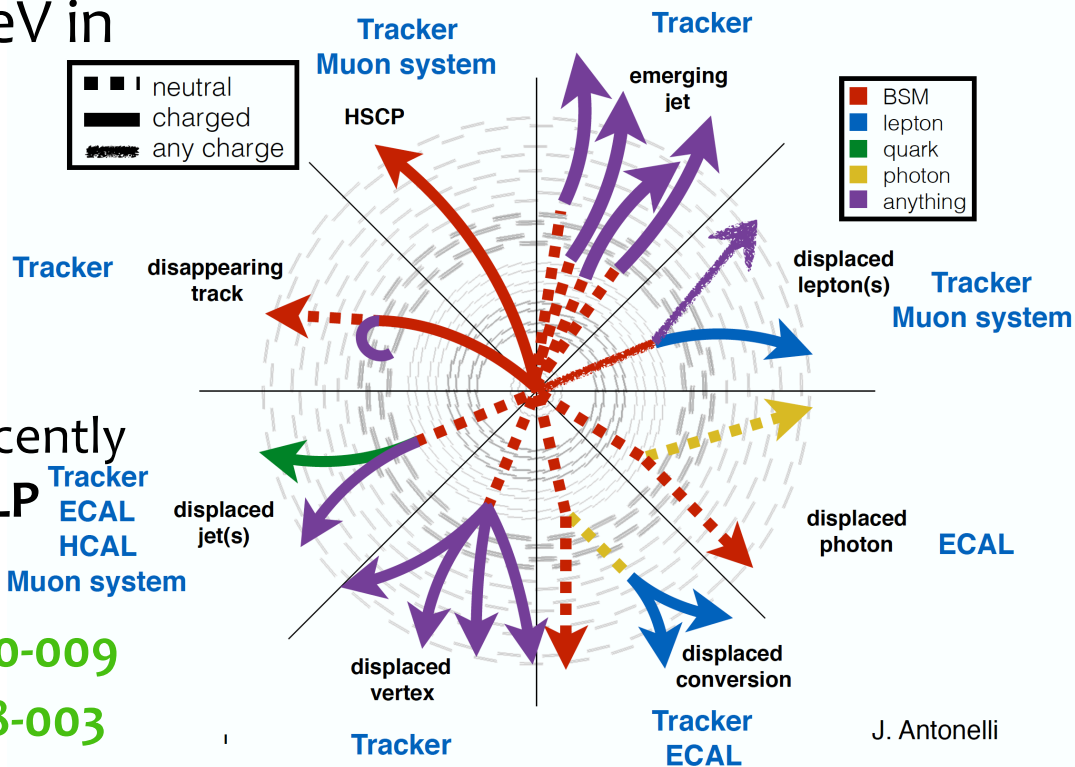 eV in
neutral
charged
any charge
Tracker
Muon system
HSCP
Tracker
emerging
jet
BSM
lepton
quark
photon
anything
Tracker
disappearing
track
displaced
lepton(s)
Tracker
Muon system
cently
Tracker
LP
ECAL
HCAL
Muon system
displaced
jet(s)
displaced
photon
ECAL
0-009
8-003
displaced
vertex
Tracker
displaced
conversion
Tracker
ECAL
J. Antonelli